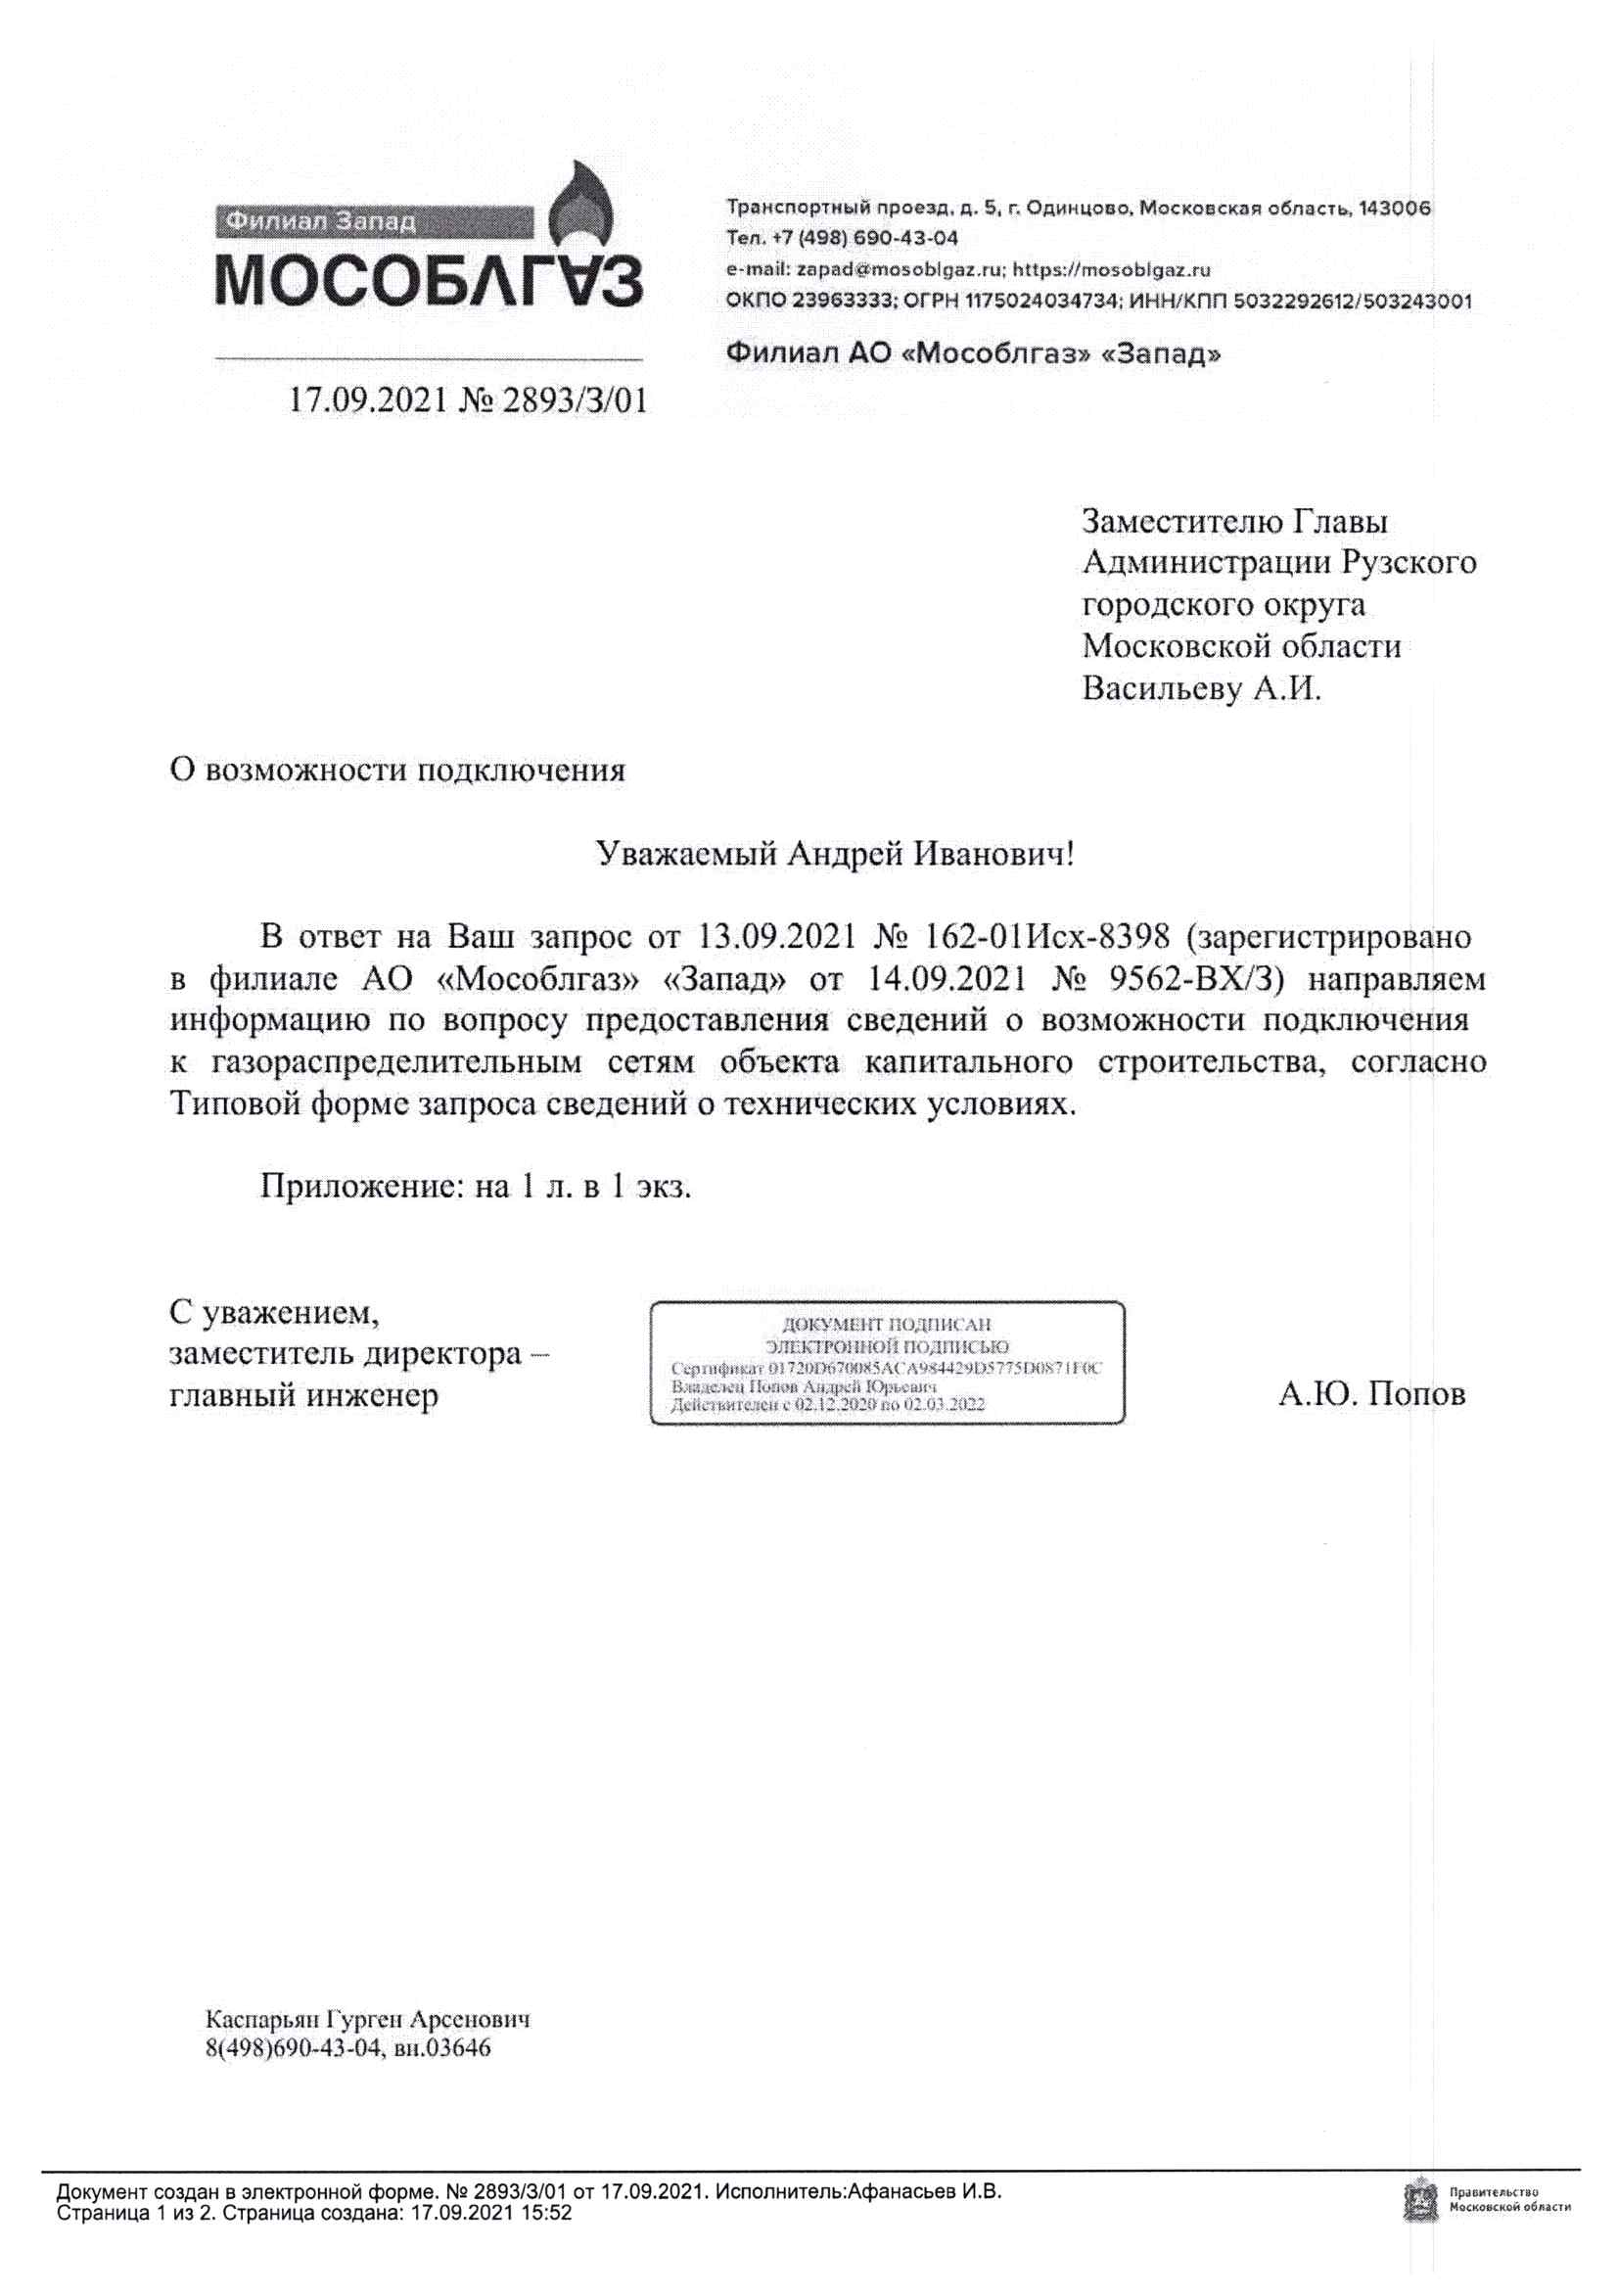 Филиал Запад
МОСОБЛГАЗ
Транспортный проезд, д. 5, г. Одинцово, Московская область, 143006
Тел. +7 (498) 690-43-04
e-mail: zapad@mosoblgaz.ru; https://mosoblgaz.ru
ОКПО 23963333; ОГРН 1175024034734; ИНН/КПП 5032292612/503243001
Филиал АО «Мособлгаз» «Запад»
17.09.2021 № 2893/З/01
Заместителю Главы
Администрации Рузского
городского округа
Московской области
Васильеву А.И.
О возможности подключения
Уважаемый Андрей Иванович!
В ответ на Ваш запрос от 13.09.2021 № 162-01Исх-8398 (зарегистрировано
в филиале АО «Мособлгаз» «Запад» от 14.09.2021 № 9562-ВХ/З) направляем
информацию по вопросу предоставления сведений о возможности подключения
к газораспределительным сетям объекта капитального строительства, согласно
Типовой форме запроса сведений о технических условиях.
Приложение: на 1 л. в 1 экз.
С уважением,
заместитель директора –
главный инженер
ДОКУМЕНТ ПОДПИСАН
ЭЛЕКТРОННОЙ ПОДПИСЬЮ
Сертификат 01720D670085ACA984429D5775D0871F0C
Владелец Попов Андрей Юрьевич
Действителен с 02.12.2020 по 02.03.2022
А.Ю. Попов
Каспарьян Гурген Арсенович
8(498)690-43-04, вн.03646
Документ создан в электронной форме. № 2893/З/01 от 17.09.2021. Исполнитель:Афанасьев И.В.
Страница 1 из 2. Страница создана: 17.09.2021 15:52
Правительство
Московской области